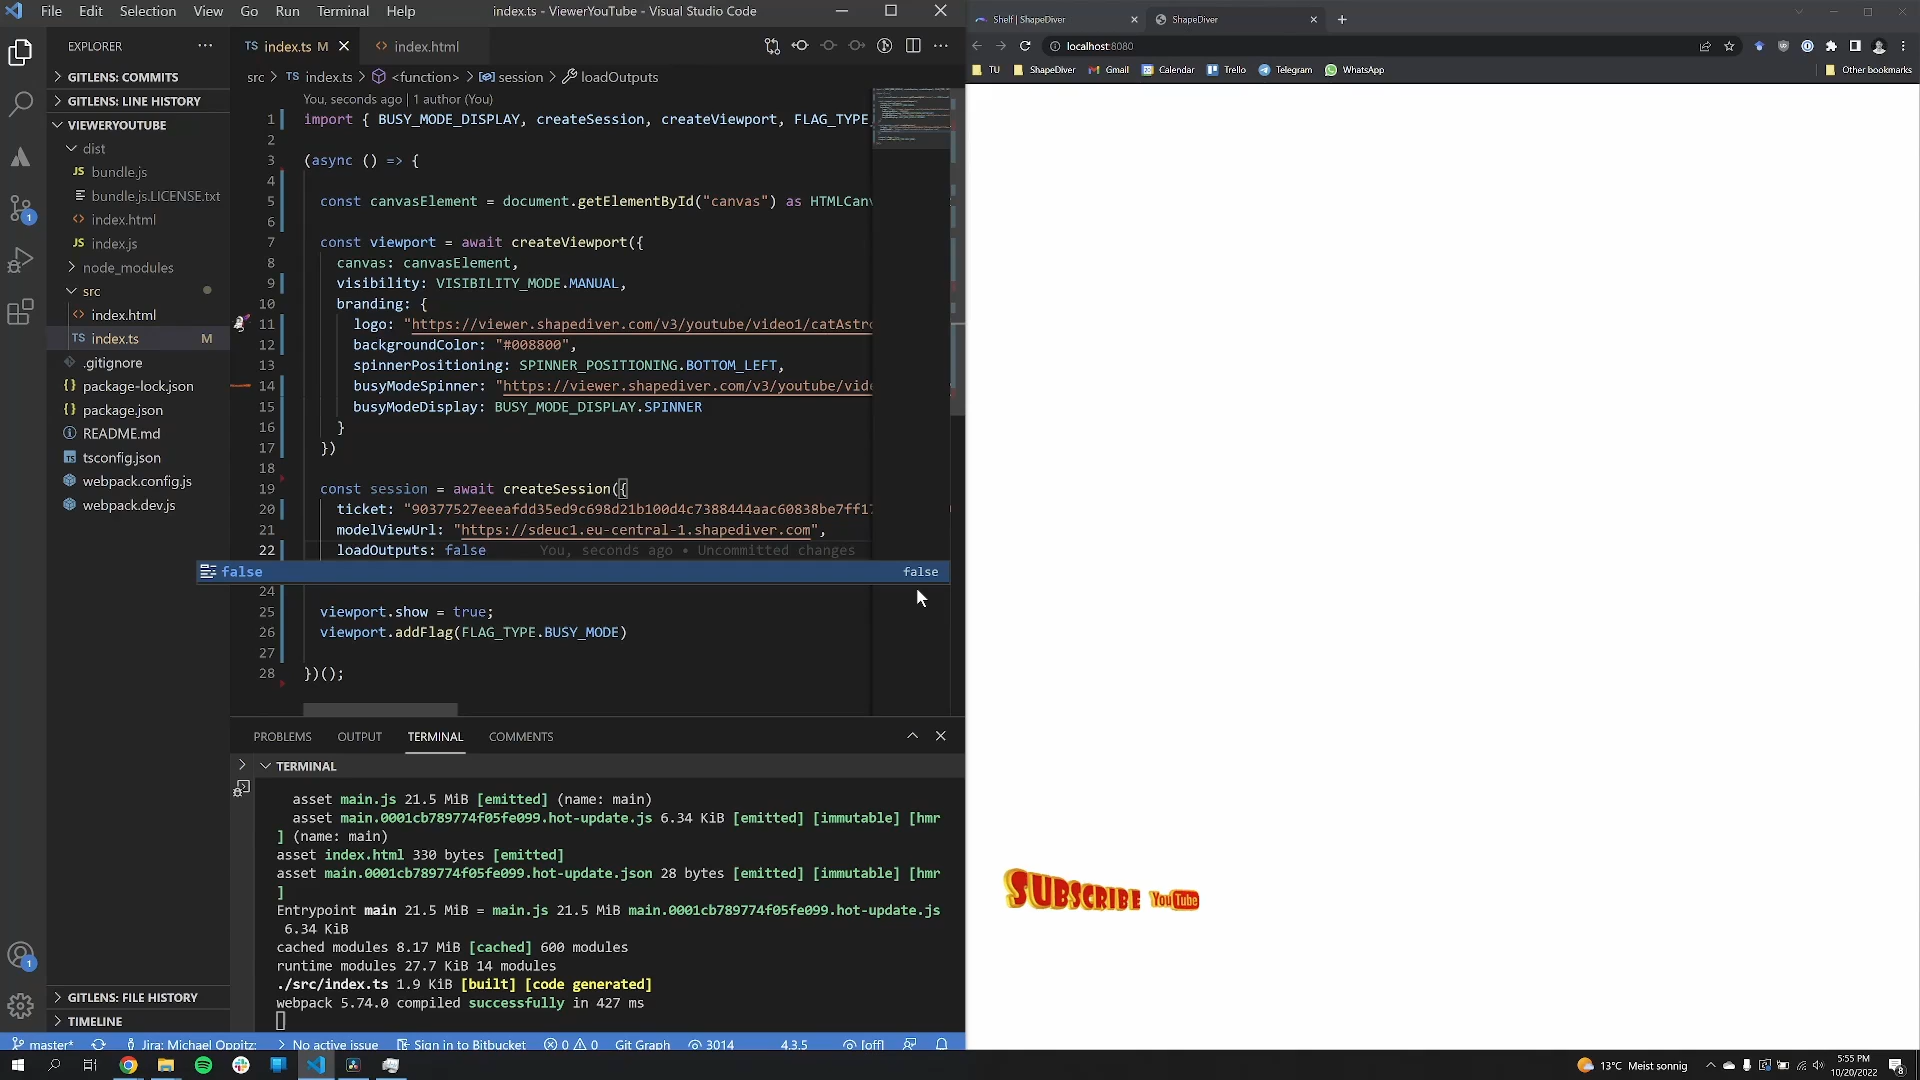 File Edit Selection View Go Run Terminal Help
index.ts - ViewerYouTube - Visual Studio Code
EXPLORER
GITLENS: COMMITS
GITLENS: LINE HISTORY
VIEWERYOUTUBE
dist
JS bundle.js
bundle.js.LICENSE.txt
<> index.html
JS index.js
node_modules
src
<> index.html
TS index.ts M
.gitignore
{} package-lock.json
{} package.json
README.md
tsconfig.json
webpack.config.js
webpack.dev.js
GITLENS: FILE HISTORY
TIMELINE
1
1
TS index.ts M
<> index.html
src > TS index.ts > <function> > session > loadOutputs
You, seconds ago | 1 author (You)
1 import { BUSY_MODE_DISPLAY, createSession, createViewport, FLAG_TYPE
2
3 (async () => {
4
5 const canvasElement = document.getElementById("canvas") as HTMLCanv
6
7 const viewport = await createViewport({
8 canvas: canvasElement,
9 visibility: VISIBILITY_MODE.MANUAL,
10 branding: {
11 logo: "https://viewer.shapediver.com/v3/youtube/video1/catAstro
12 backgroundColor: "#008800",
13 spinnerPositioning: SPINNER_POSITIONING.BOTTOM_LEFT,
14 busyModeSpinner: "https://viewer.shapediver.com/v3/youtube/vide
15 busyModeDisplay: BUSY_MODE_DISPLAY.SPINNER
16 }
17 })
18
19 const session = await createSession({
20 ticket: "90377527eeeafdd35ed9c698d21b100d4c7388444aac60838be7ff17
21 modelViewUrl: "https://sdeuc1.eu-central-1.shapediver.com",
22 loadOutputs: false You, seconds ago • Uncommitted changes
false false
24
25 viewport.show = true;
26 viewport.addFlag(FLAG_TYPE.BUSY_MODE)
27
28 })();
PROBLEMS OUTPUT TERMINAL COMMENTS
TERMINAL
asset main.js 21.5 MiB [emitted] (name: main)
asset main.0001cb789774f05fe099.hot-update.js 6.34 KiB [emitted] [immutable] [hmr
] (name: main)
asset index.html 330 bytes [emitted]
asset main.0001cb789774f05fe099.hot-update.json 28 bytes [emitted] [immutable] [hmr
]
Entrypoint main 21.5 MiB = main.js 21.5 MiB main.0001cb789774f05fe099.hot-update.js
6.34 KiB
cached modules 8.17 MiB [cached] 600 modules
runtime modules 27.7 KiB 14 modules
./src/index.ts 1.9 KiB [built] [code generated]
webpack 5.74.0 compiled successfully in 427 ms
master* Jira: Michael Oppitz: No active issue Sign in to Bitbucket 0 0 Git Graph 3014 4.3.5 [off]
Shelf | ShapeDiver
ShapeDiver
localhost:8080
TU ShapeDiver Gmail Calendar Trello Telegram WhatsApp Other bookmarks
SUBSCRIBE YouTube
13°C Meist sonnig
5:55 PM
10/20/2022
8